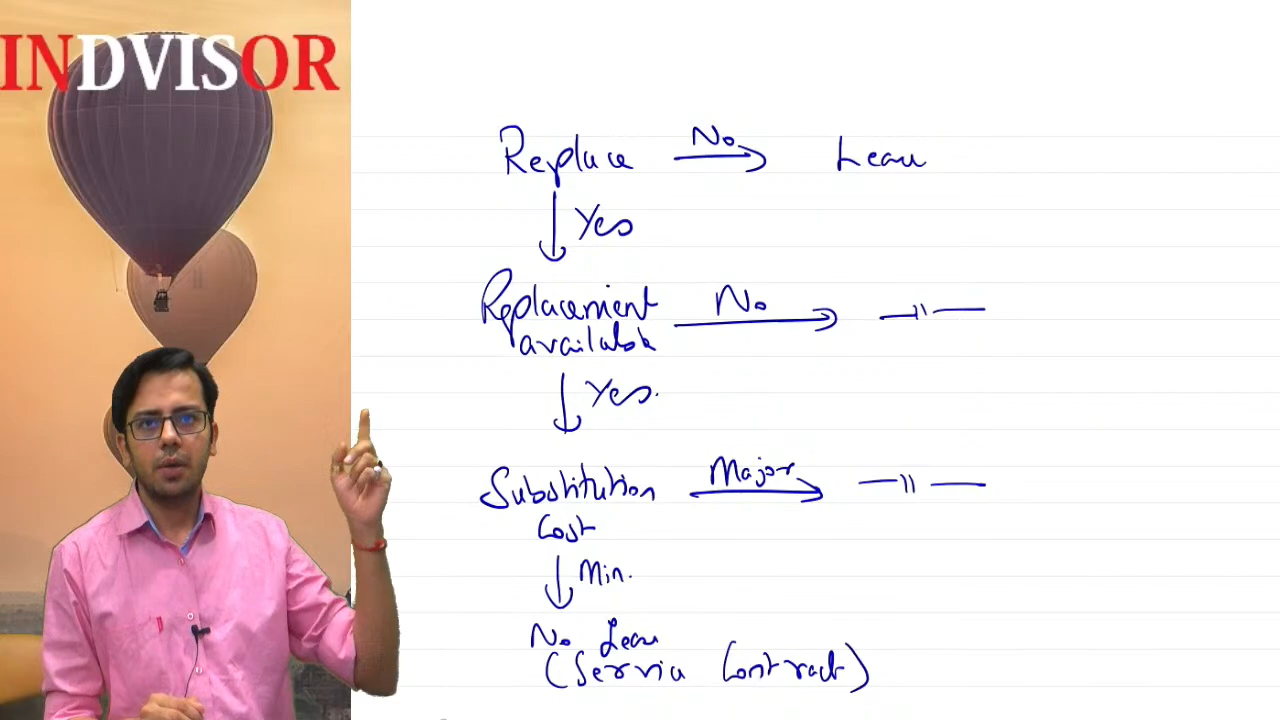 INDVISOR
Replace No Lease
Yes
Replacement No —॥—
available
Yes.
Substitution Major —॥—
Cost
Min.
No Lease
(Service Contract)